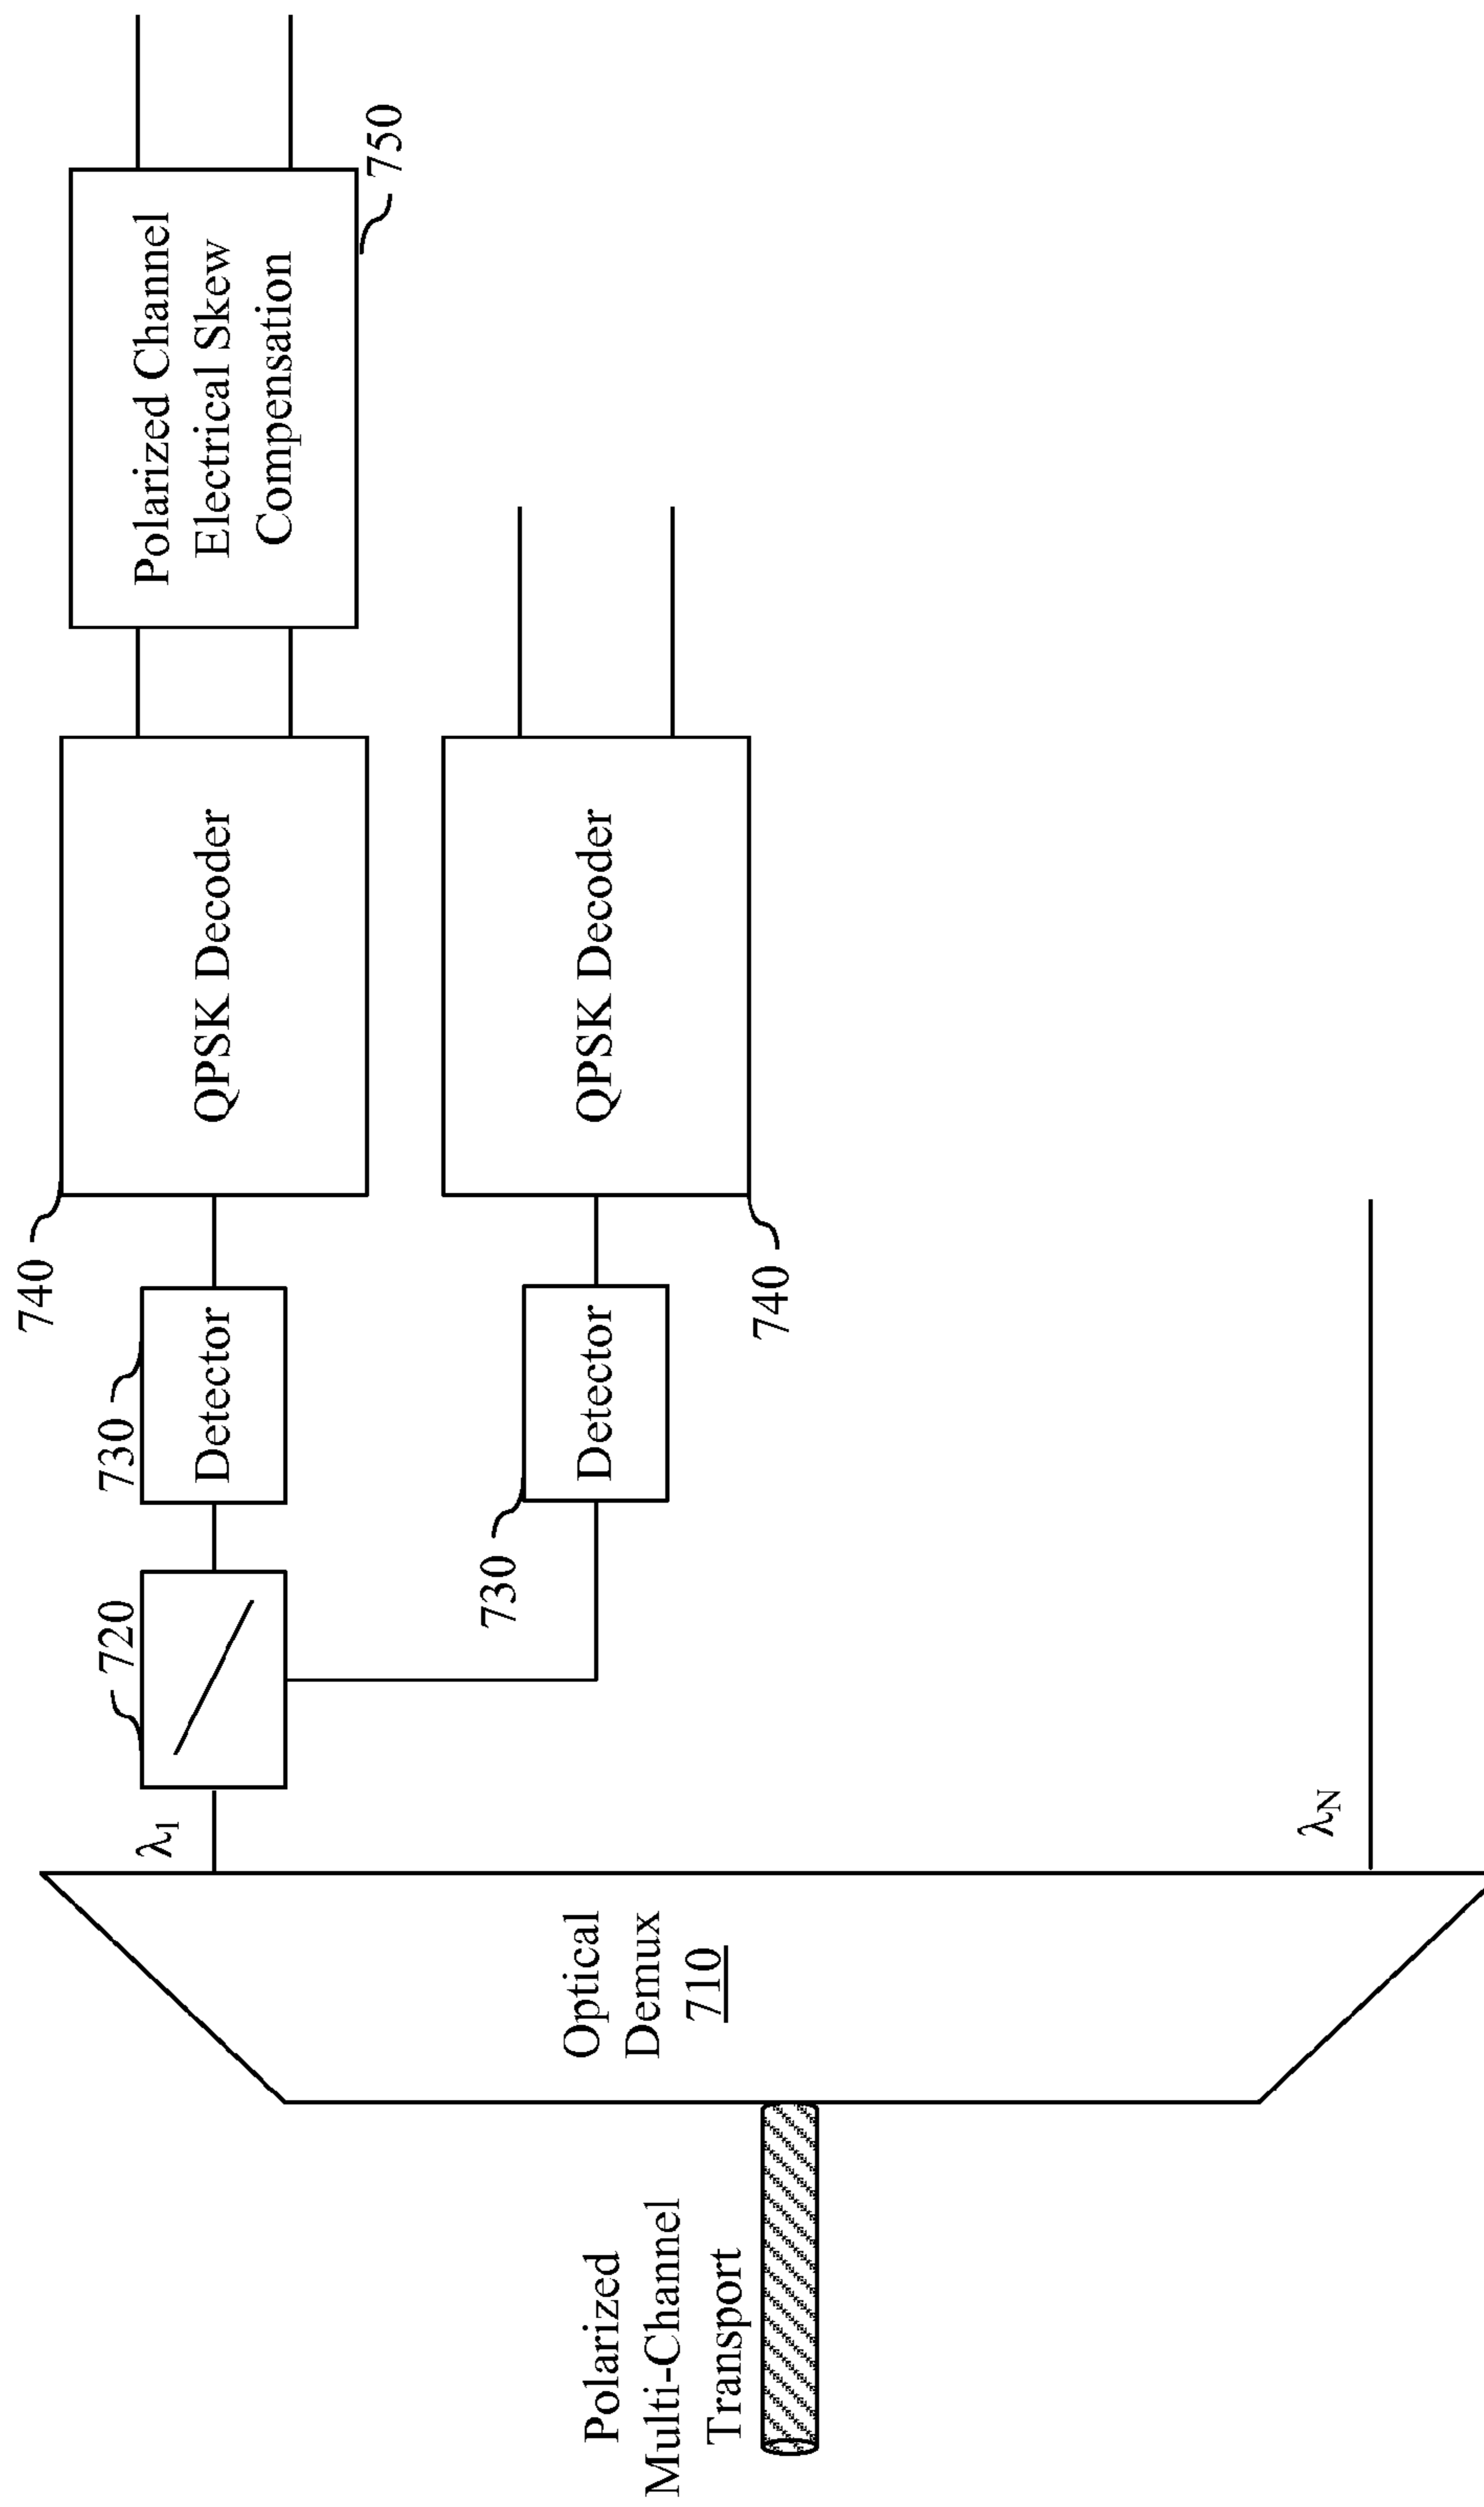 Polarized
Multi-Channel
Transport
Optical
Demux
710
λ1
λN
720
730
Detector
730
Detector
740
QPSK Decoder
740
QPSK Decoder
Polarized Channel
Electrical Skew
Compensation
750